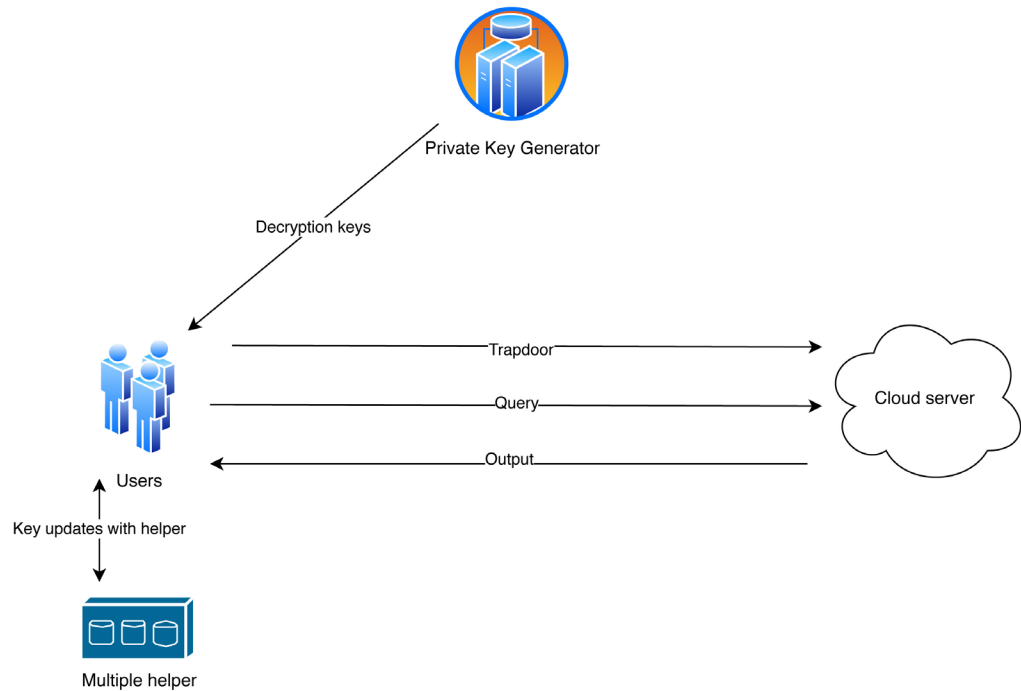 Private Key Generator
Decryption keys
Trapdoor
Query
Cloud server
Output
Users
Key updates with helper
Multiple helper